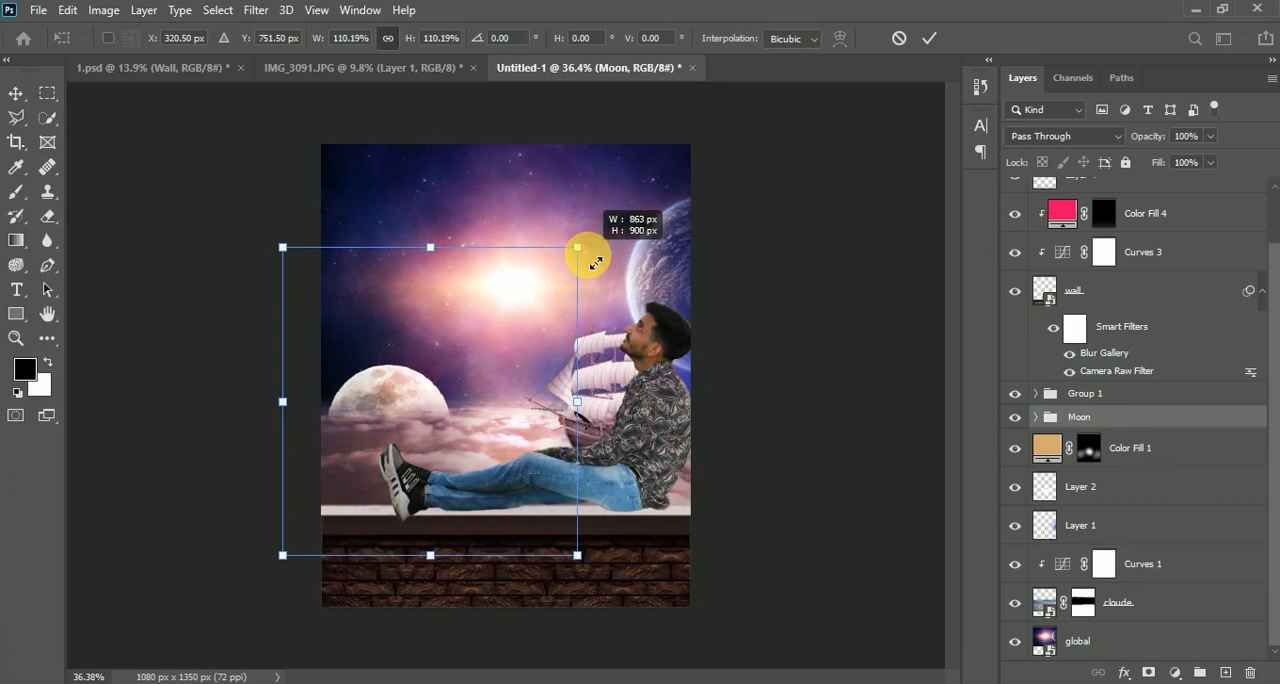 Ps File Edit Image Layer Type Select Filter 3D View Window Help
X: 320.50 px Y: 751.50 px W: 110.19% H: 110.19% 0.00 ° H: 0.00 ° V: 0.00 ° Interpolation: Bicubic
1.psd @ 13.9% (Wall, RGB/8#) * × IMG_3091.JPG @ 9.8% (Layer 1, RGB/8) * × Untitled-1 @ 36.4% (Moon, RGB/8#) * ×
Layers Channels Paths
Kind
Pass Through Opacity: 100%
Lock: Fill: 100%
Color Fill 4
Curves 3
wall
Smart Filters
Blur Gallery
Camera Raw Filter
Group 1
Moon
Color Fill 1
Layer 2
Layer 1
Curves 1
cloude
global
W : 863 px
H : 900 px
36.38% 1080 px x 1350 px (72 ppi)